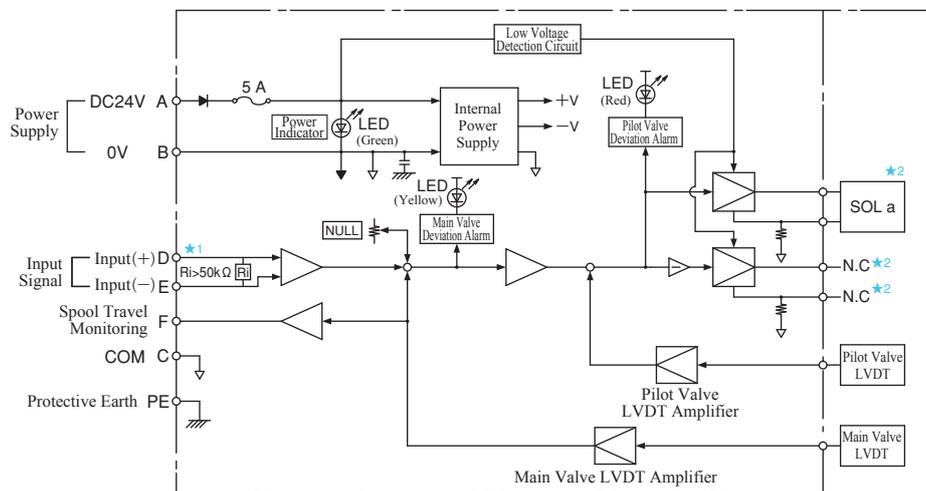 Low Voltage
Detection Circuit
5 A
LED
(Red)
Power
Supply
DC24V A
0V B
Power
Indicator
LED
(Green)
Internal
Power
Supply
+V
−V
Pilot Valve
Deviation Alarm
★2
SOL a
LED
(Yellow)
Main Valve
Deviation Alarm
NULL
Input
Signal
Input(+) D ★1
Input(−) E
Ri>50kΩ Ri
−
N.C ★2
N.C ★2
Spool Travel
Monitoring F
COM C
Protective Earth PE
Pilot Valve
LVDT Amplifier
Pilot Valve
LVDT
Main Valve LVDT Amplifier
Main Valve
LVDT